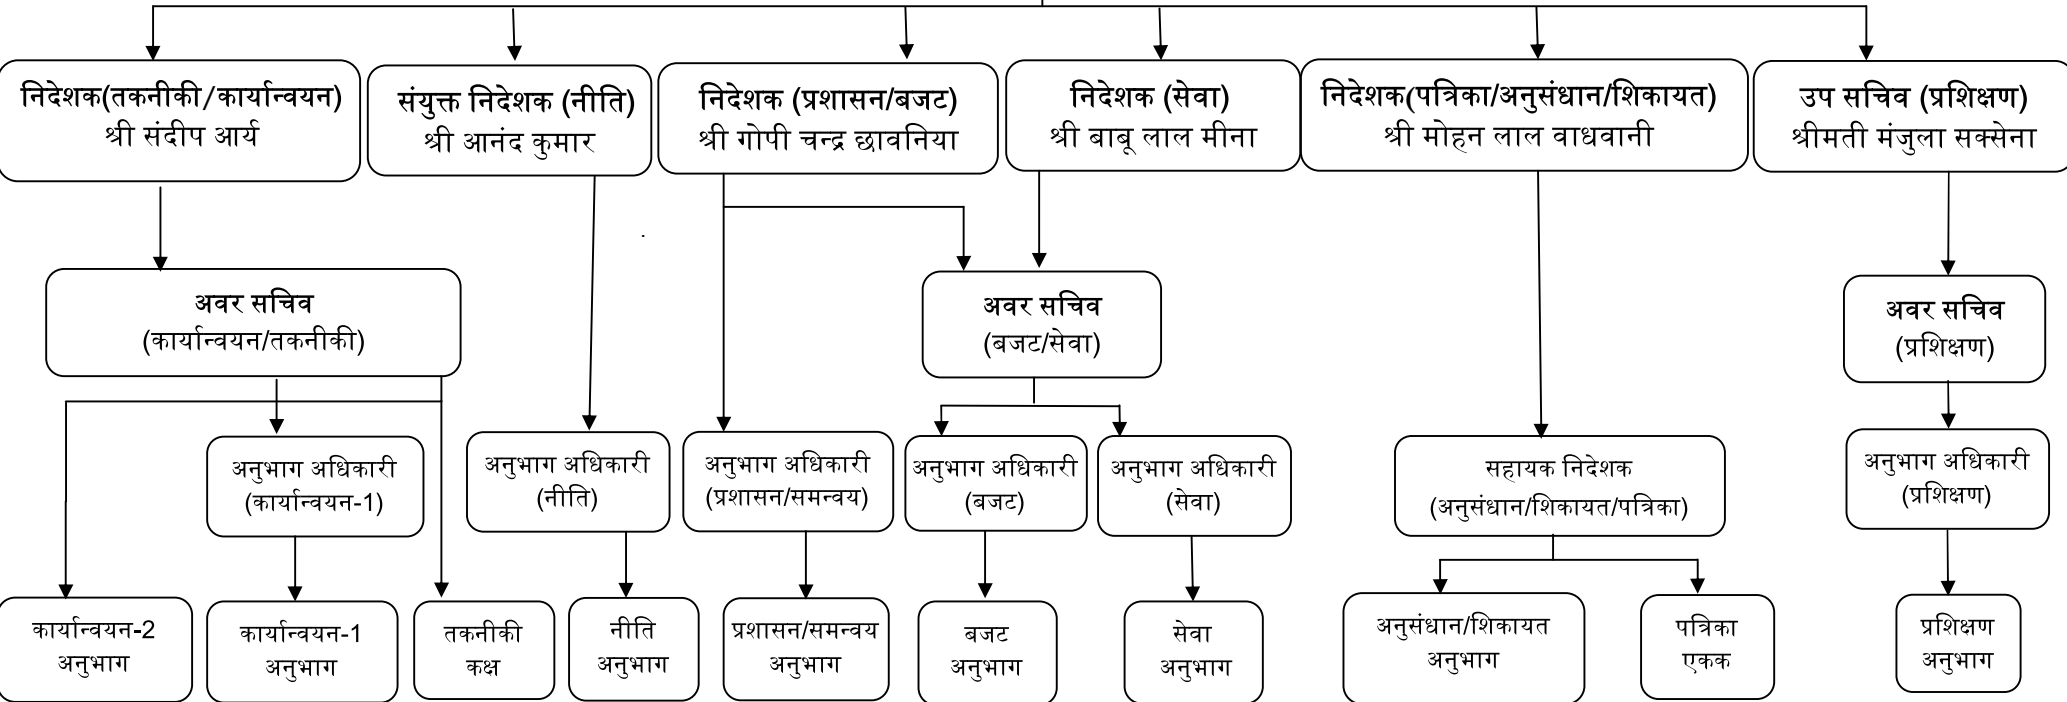 निदेशक(तकनीकी/कार्यान्वयन)
श्री संदीप आर्य
संयुक्त निदेशक (नीति)
श्री आनंद कुमार
निदेशक (प्रशासन/बजट)
श्री गोपी चन्द्र छावनिया
निदेशक (सेवा)
श्री बाबू लाल मीना
निदेशक(पत्रिका/अनुसंधान/शिकायत)
श्री मोहन लाल वाधवानी
उप सचिव (प्रशिक्षण)
श्रीमती मंजुला सक्सेना
अवर सचिव
(कार्यान्वयन/तकनीकी)
अवर सचिव
(बजट/सेवा)
अवर सचिव
(प्रशिक्षण)
अनुभाग अधिकारी
(कार्यान्वयन-1)
अनुभाग अधिकारी
(नीति)
अनुभाग अधिकारी
(प्रशासन/समन्वय)
अनुभाग अधिकारी
(बजट)
अनुभाग अधिकारी
(सेवा)
सहायक निदेशक
(अनुसंधान/शिकायत/पत्रिका)
अनुभाग अधिकारी
(प्रशिक्षण)
कार्यान्वयन-2
अनुभाग
कार्यान्वयन-1
अनुभाग
तकनीकी
कक्ष
नीति
अनुभाग
प्रशासन/समन्वय
अनुभाग
बजट
अनुभाग
सेवा
अनुभाग
अनुसंधान/शिकायत
अनुभाग
पत्रिका
एकक
प्रशिक्षण
अनुभाग